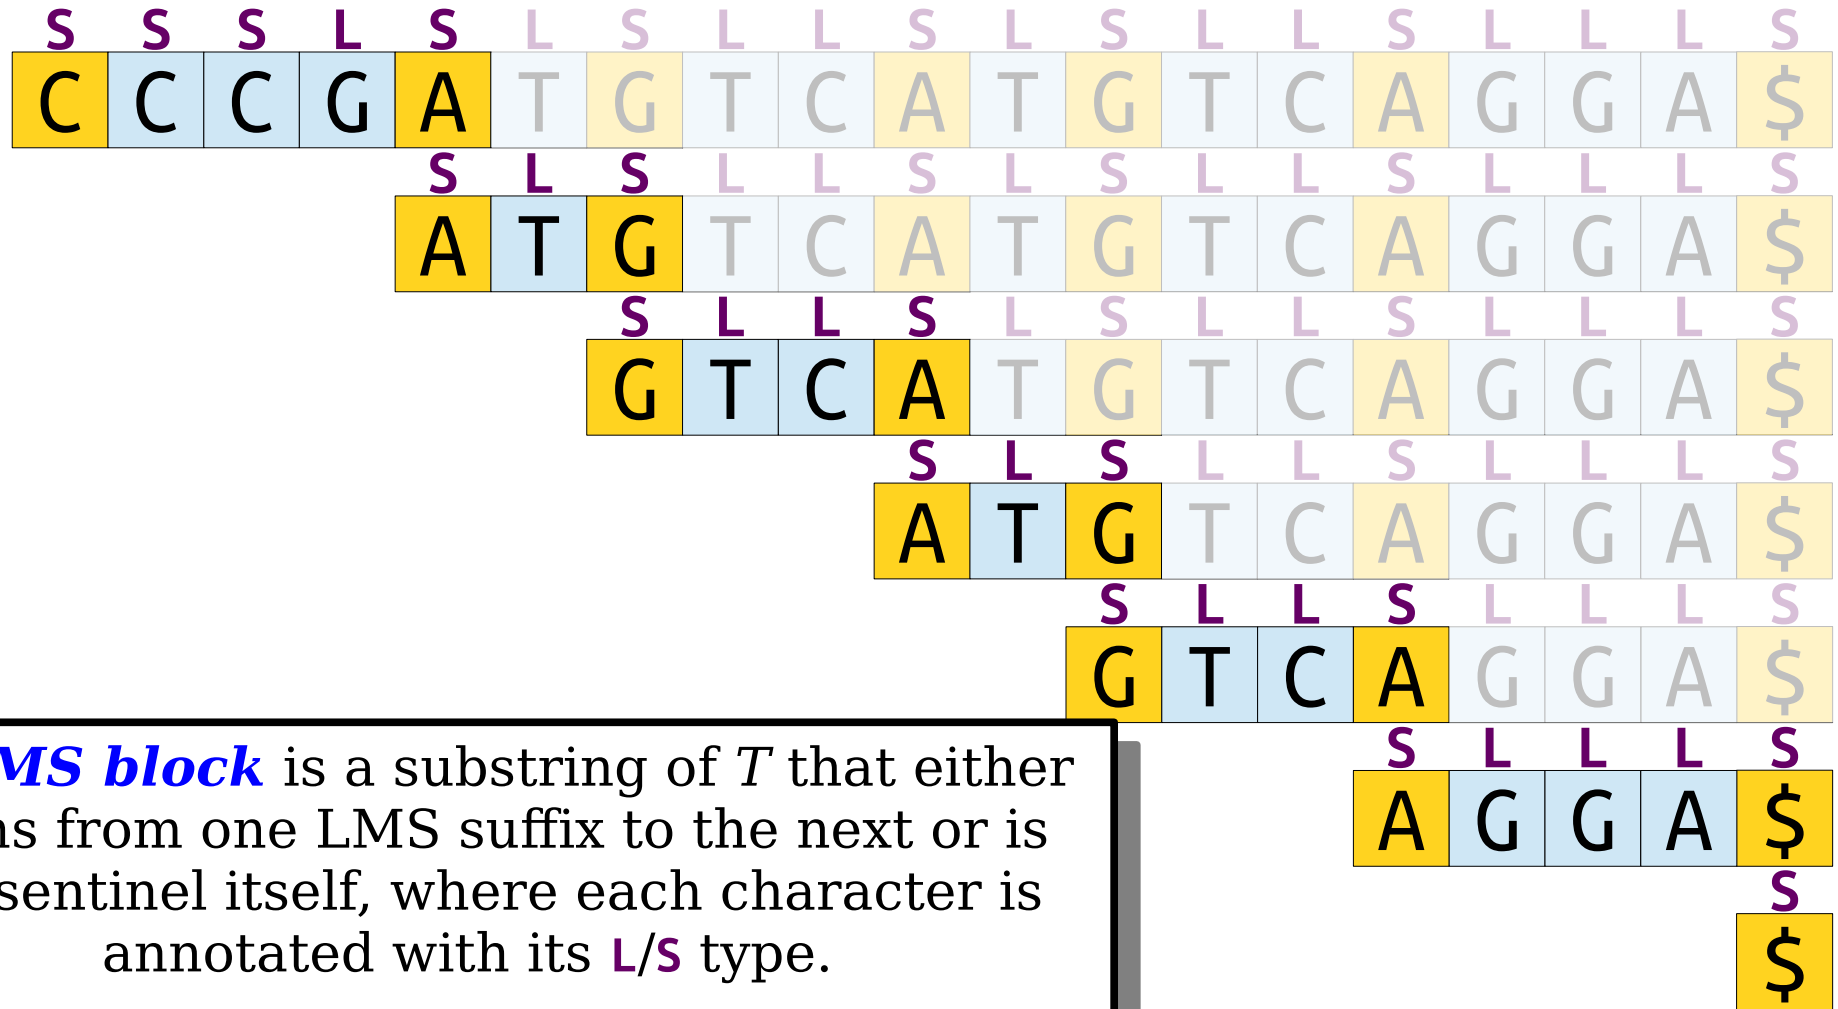 S S S L S L S L L S L S L L S L L L S
C C C G A T G T C A T G T C A G G A $
S L S L L S L S L L S L L L S
A T G T C A T G T C A G G A $
S L L S L S L L S L L L S
G T C A T G T C A G G A $
S L S L L S L L L S
A T G T C A G G A $
S L L S L L L S
G T C A G G A $
S L L L S
A G G A $
S
$
MS block is a substring of T that either
ns from one LMS suffix to the next or is
sentinel itself, where each character is
annotated with its L/S type.